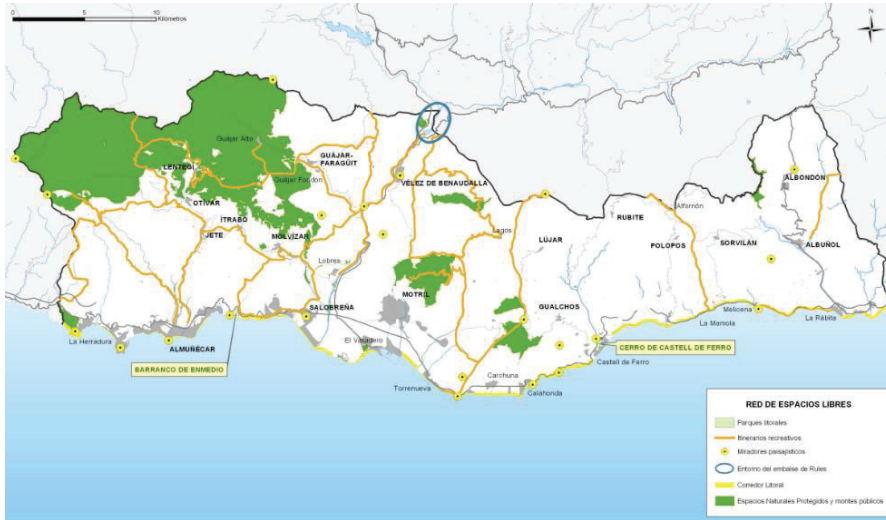 0 5 10
Kilómetros
N
Guájar Alto
LENTEGÍ
GUÁJAR-
FARAGÜIT
Guájar Fondón
VÉLEZ DE BENAUDALLA
ALBONDÓN
OTÍVAR
ÍTRABO
JETE
MOLVÍZAR
Lobres
Lagos
LÚJAR
RUBITE
Alfornón
POLOPOS
SORVILÁN
ALBUÑOL
SALOBREÑA
MOTRIL
GUALCHOS
Melicena
La Rábita
La Mamola
La Herradura
ALMUÑÉCAR
El Varadero
BARRANCO DE ENMEDIO
CERRO DE CASTELL DE FERRO
Castell de Ferro
Torrenueva
Carchuna
Calahonda
RED DE ESPACIOS LIBRES
Parques litorales
Itinerarios recreativos
Miradores paisajísticos
Entorno del embalse de Rules
Corredor Litoral
Espacios Naturales Protegidos y montes públicos